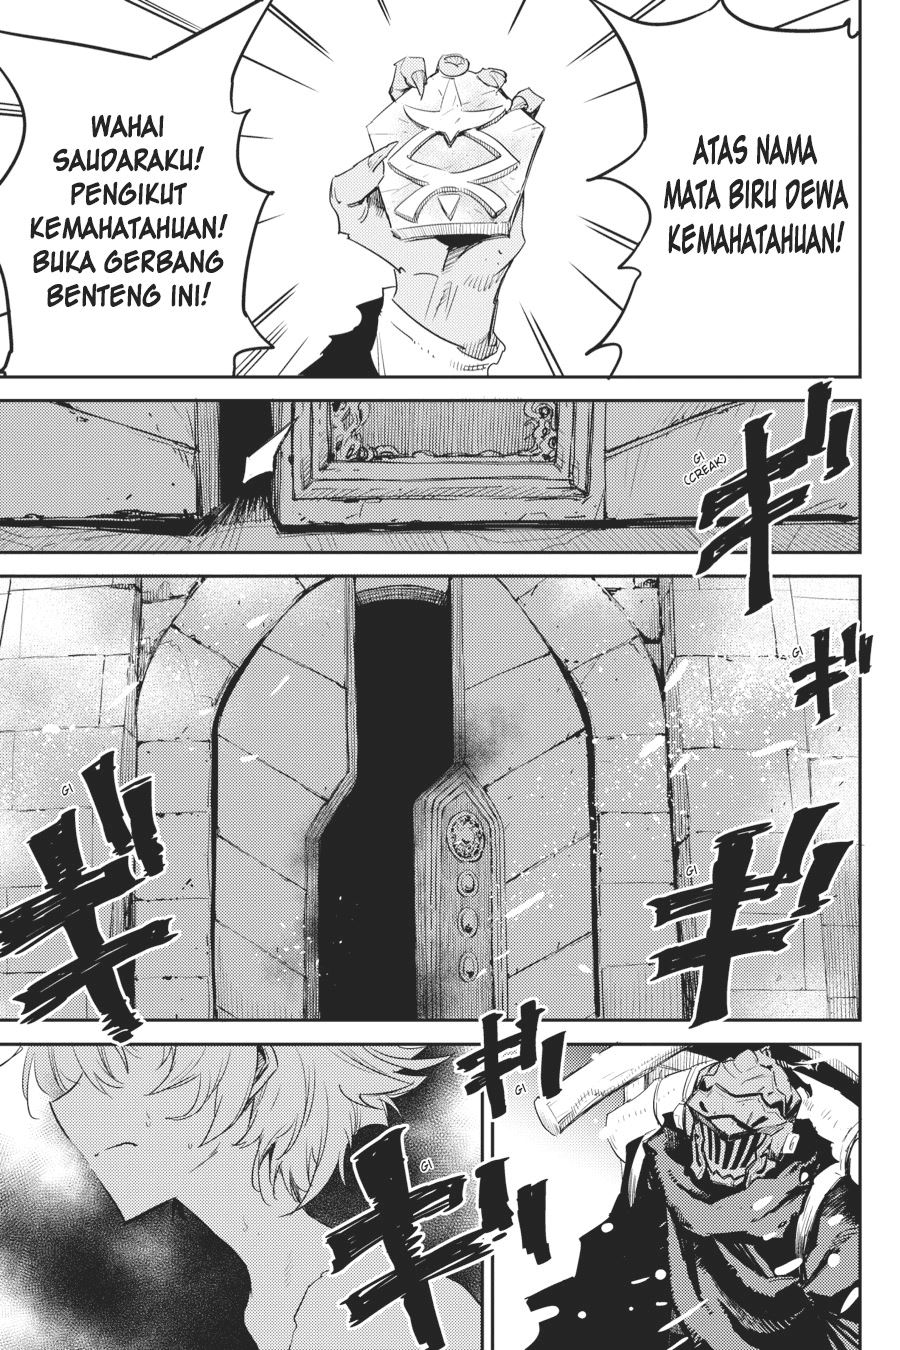 ATAS NAMA
MATA BIRU DEWA
KEMAHATAHUAN!
WAHAI
SAUDARAKU!
PENGIKUT
KEMAHATAHUAN!
BUKA GERBANG
BENTENG INI!
GI
(CREAK)
ギ
GI
ギ
GI
ギ
GI
ギ
GI
ギ
GI
ギ